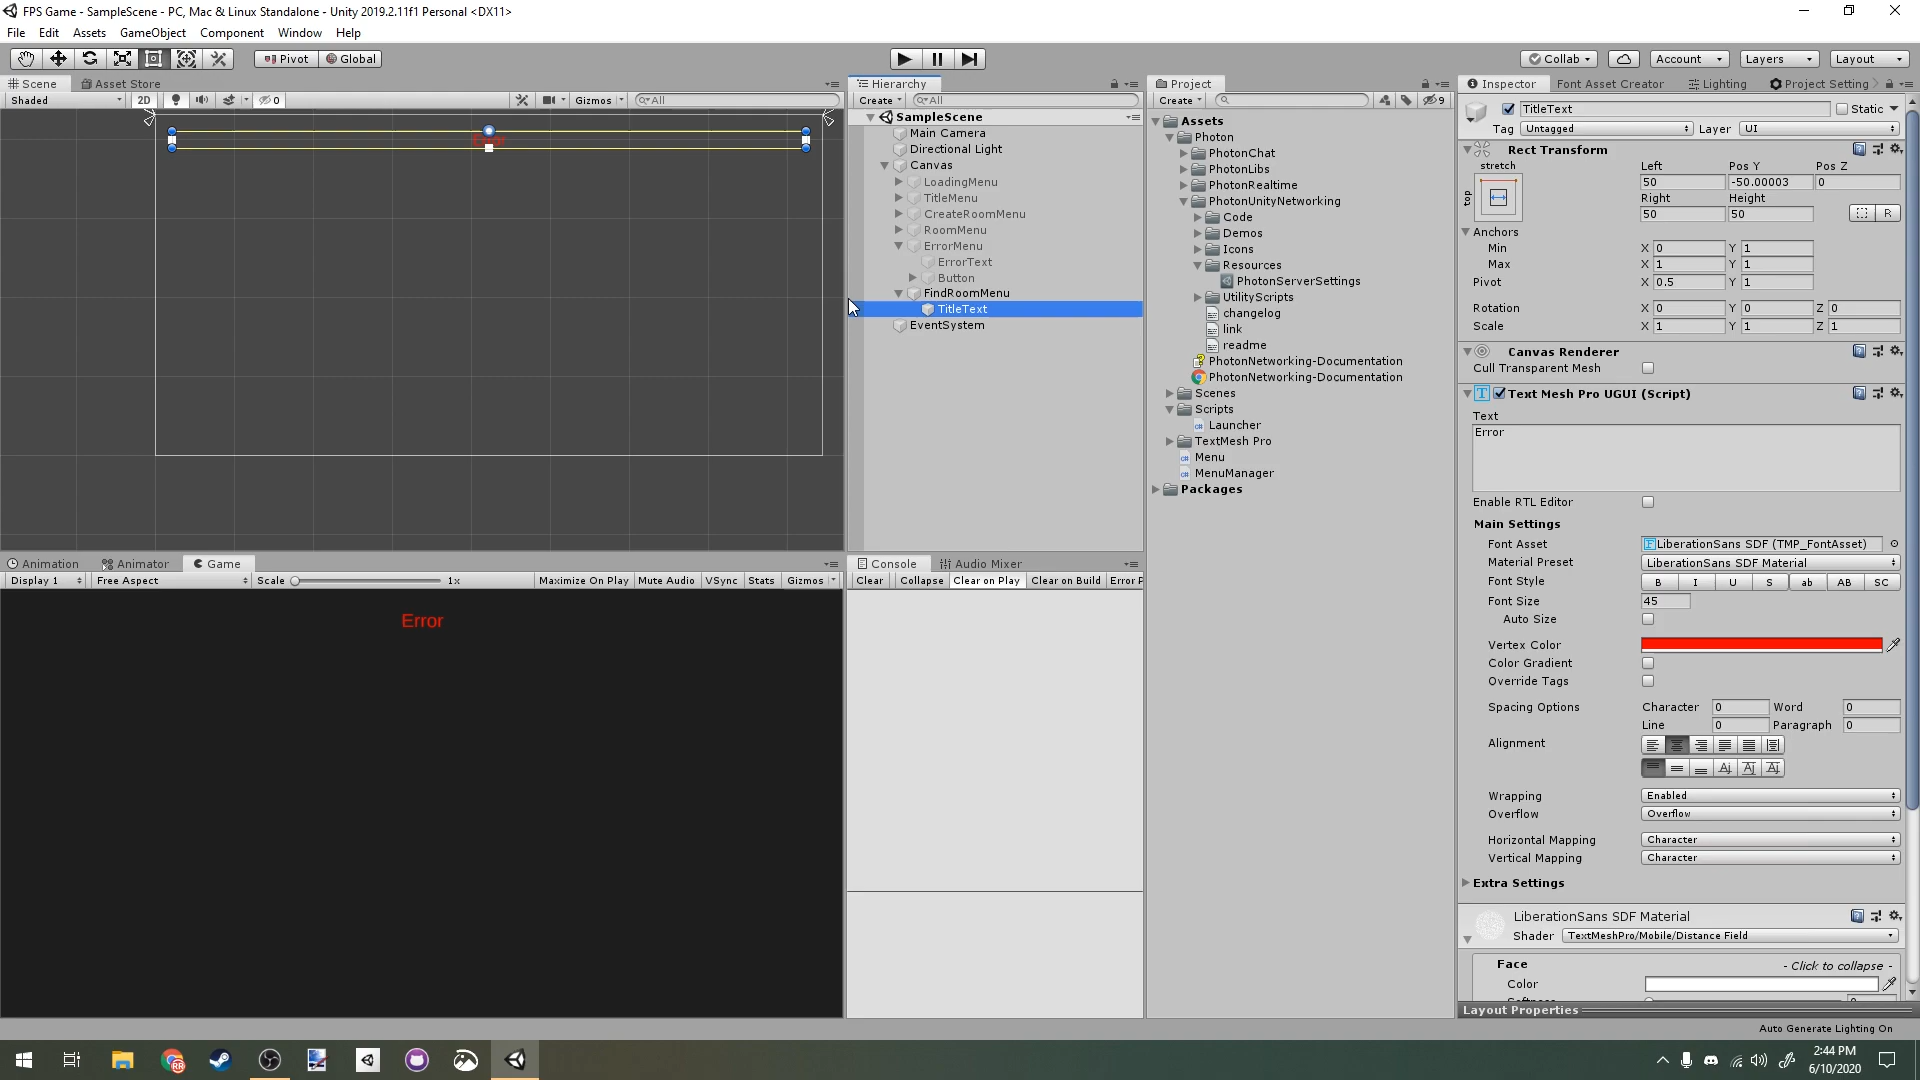 FPS Game - SampleScene - PC, Mac & Linux Standalone - Unity 2019.2.11f1 Personal <DX11>
File Edit Assets GameObject Component Window Help
Pivot Global Collab Account Layers Layout
Scene Asset Store
Shaded 2D 0 Gizmos All
Hierarchy
Create All
SampleScene
Main Camera
Directional Light
Canvas
LoadingMenu
TitleMenu
CreateRoomMenu
RoomMenu
ErrorMenu
ErrorText
Button
FindRoomMenu
TitleText
EventSystem
Project
Create 9
Assets
Photon
PhotonChat
PhotonLibs
PhotonRealtime
PhotonUnityNetworking
Code
Demos
Icons
Resources
PhotonServerSettings
UtilityScripts
changelog
link
readme
PhotonNetworking-Documentation
PhotonNetworking-Documentation
Scenes
Scripts
Launcher
TextMesh Pro
Menu
MenuManager
Packages
Inspector Font Asset Creator Lighting Project Setting
TitleText Static
Tag Untagged Layer UI
Rect Transform
stretch Left Pos Y Pos Z
top 50 -50.00003 0
Right Height
50 50 R
Anchors
Min X 0 Y 1
Max X 1 Y 1
Pivot X 0.5 Y 1
Rotation X 0 Y 0 Z 0
Scale X 1 Y 1 Z 1
Canvas Renderer
Cull Transparent Mesh
Text Mesh Pro UGUI (Script)
Text
Error
Enable RTL Editor
Main Settings
Font Asset LiberationSans SDF (TMP_FontAsset)
Material Preset LiberationSans SDF Material
Font Style B I U S ab AB SC
Font Size 45
Auto Size
Vertex Color
Color Gradient
Override Tags
Spacing Options Character 0 Word 0
Line 0 Paragraph 0
Alignment
Wrapping Enabled
Overflow Overflow
Horizontal Mapping Character
Vertical Mapping Character
Extra Settings
LiberationSans SDF Material
Shader TextMeshPro/Mobile/Distance Field
Face - Click to collapse -
Color
Layout Properties
Auto Generate Lighting On
Error
Animation Animator Game
Display 1 Free Aspect Scale 1x Maximize On Play Mute Audio VSync Stats Gizmos
Error
Console Audio Mixer
Clear Collapse Clear on Play Clear on Build Error P
2:44 PM
6/10/2020